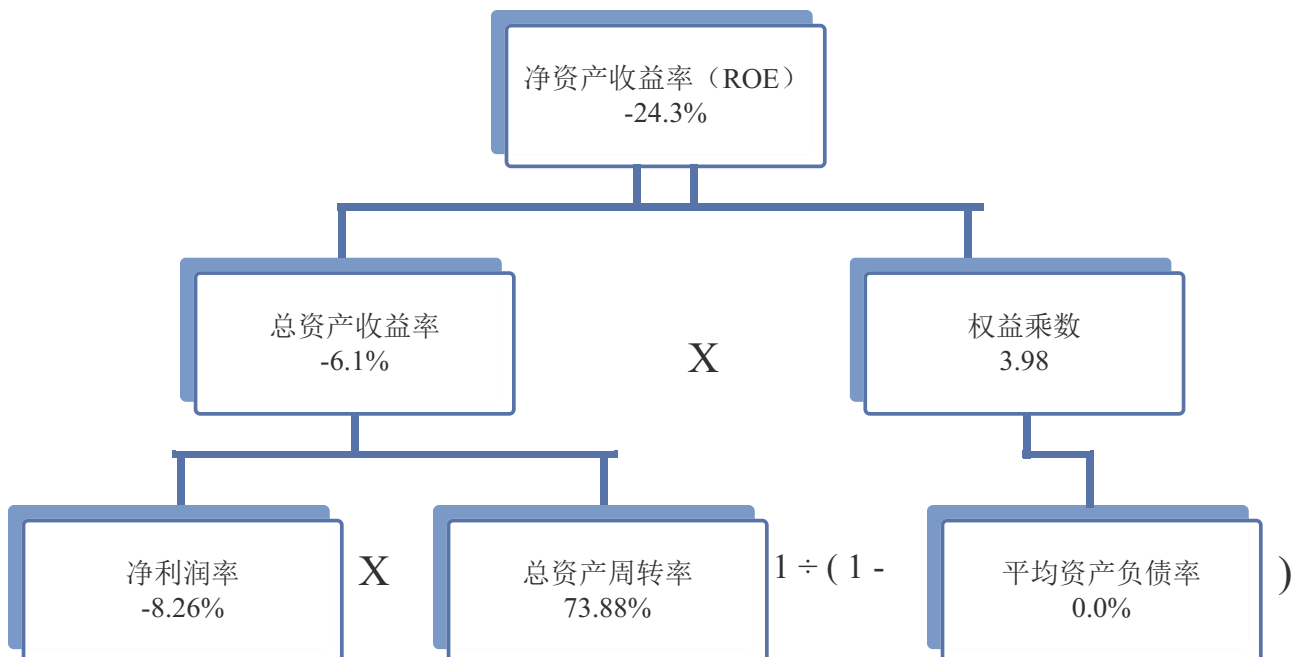 净资产收益率（ROE）
-24.3%
总资产收益率
-6.1%
X
权益乘数
3.98
净利润率
-8.26%
X
总资产周转率
73.88%
1 ÷ ( 1 -
平均资产负债率
0.0%
)